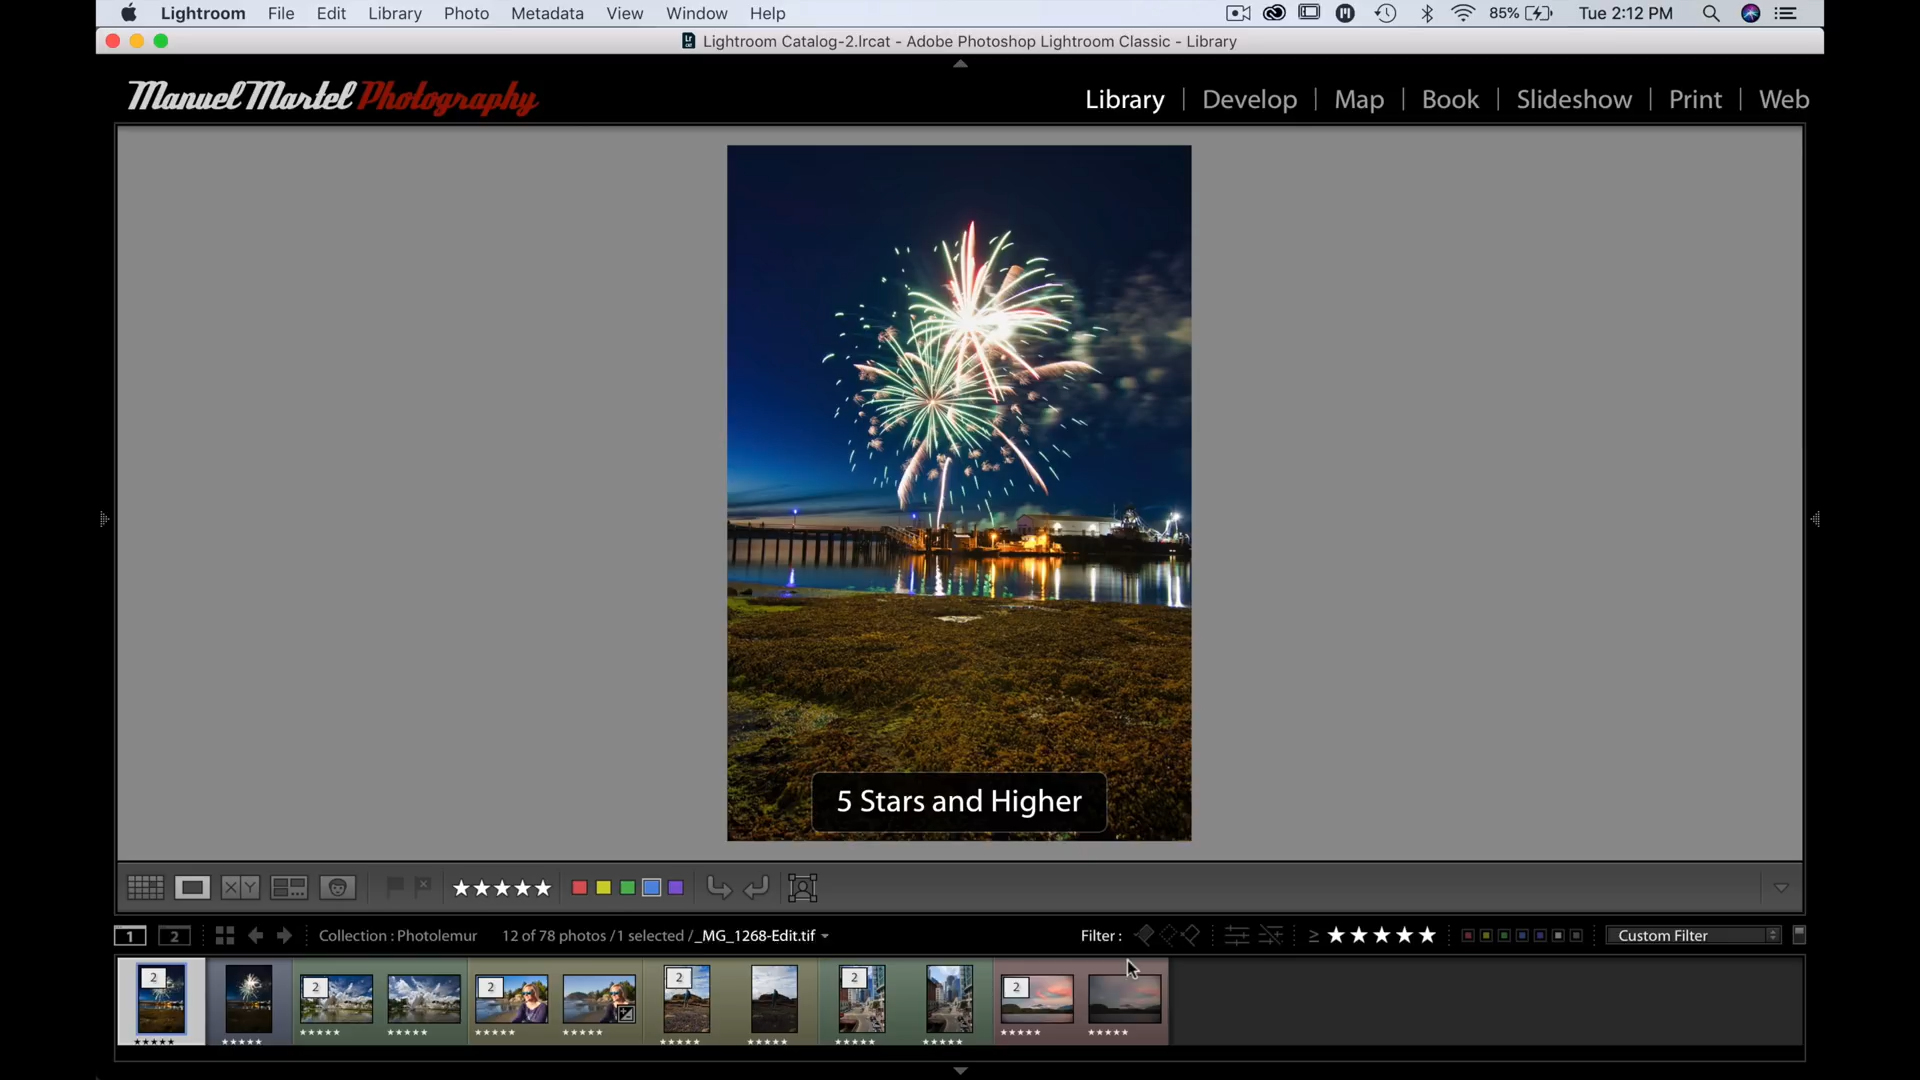 Lightroom File Edit Library Photo Metadata View Window Help 85% Tue 2:12 PM
Lightroom Catalog-2.lrcat - Adobe Photoshop Lightroom Classic - Library
Manuel Martel Photography
Library | Develop | Map | Book | Slideshow | Print | Web
5 Stars and Higher
XY
1 2 Collection : Photolemur 12 of 78 photos /1 selected /_MG_1268-Edit.tif Filter : ≥ ★★★★★ Custom Filter
2 2 2 2 2 2